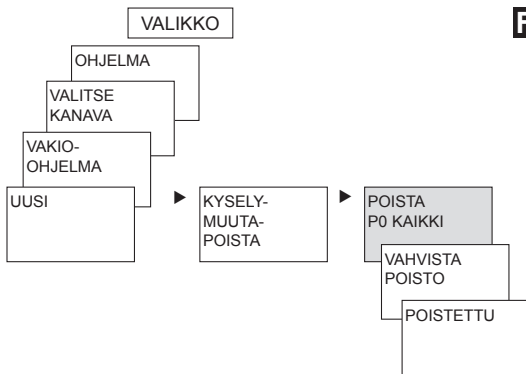 VALIKKO
OHJELMA
VALITSE
KANAVA
VAKIO-
OHJELMA
UUSI
KYSELY-
MUUTA-
POISTA
POISTA
P0 KAIKKI
VAHVISTA
POISTO
POISTETTU